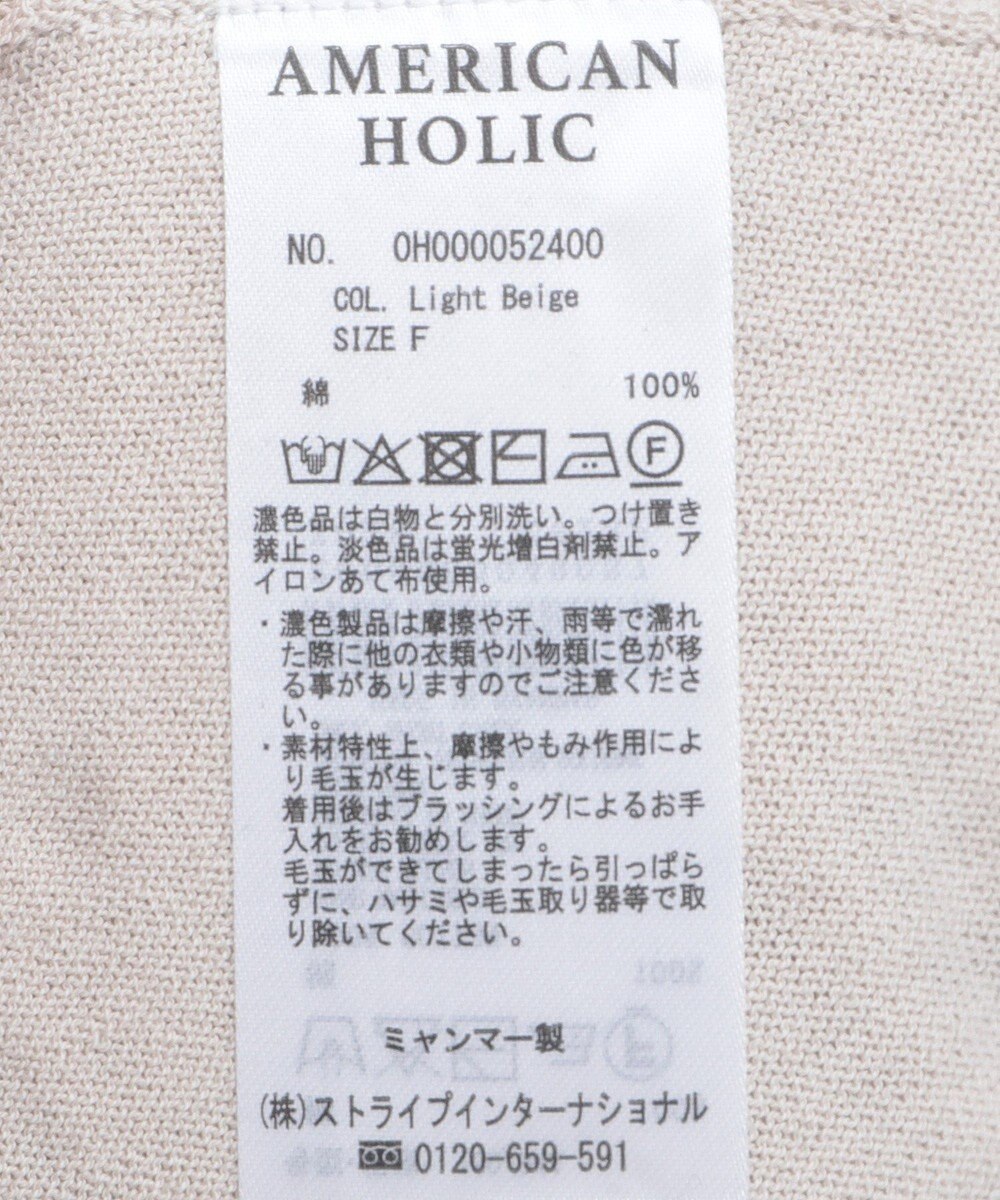 AMERICAN
HOLIC
NO. 0H000052400
COL. Light Beige
SIZE F
綿 100%
F
濃色品は白物と分別洗い。つけ置き
禁止。淡色品は蛍光増白剤禁止。ア
イロンあて布使用。
・濃色製品は摩擦や汗、雨等で濡れ
た際に他の衣類や小物類に色が移
る事がありますのでご注意くださ
い。
・素材特性上、摩擦やもみ作用によ
り毛玉が生じます。
着用後はブラッシングによるお手
入れをお勧めします。
毛玉ができてしまったら引っぱら
ずに、ハサミや毛玉取り器等で取
り除いてください。
ミャンマー製
(株)ストライプインターナショナル
0120-659-591